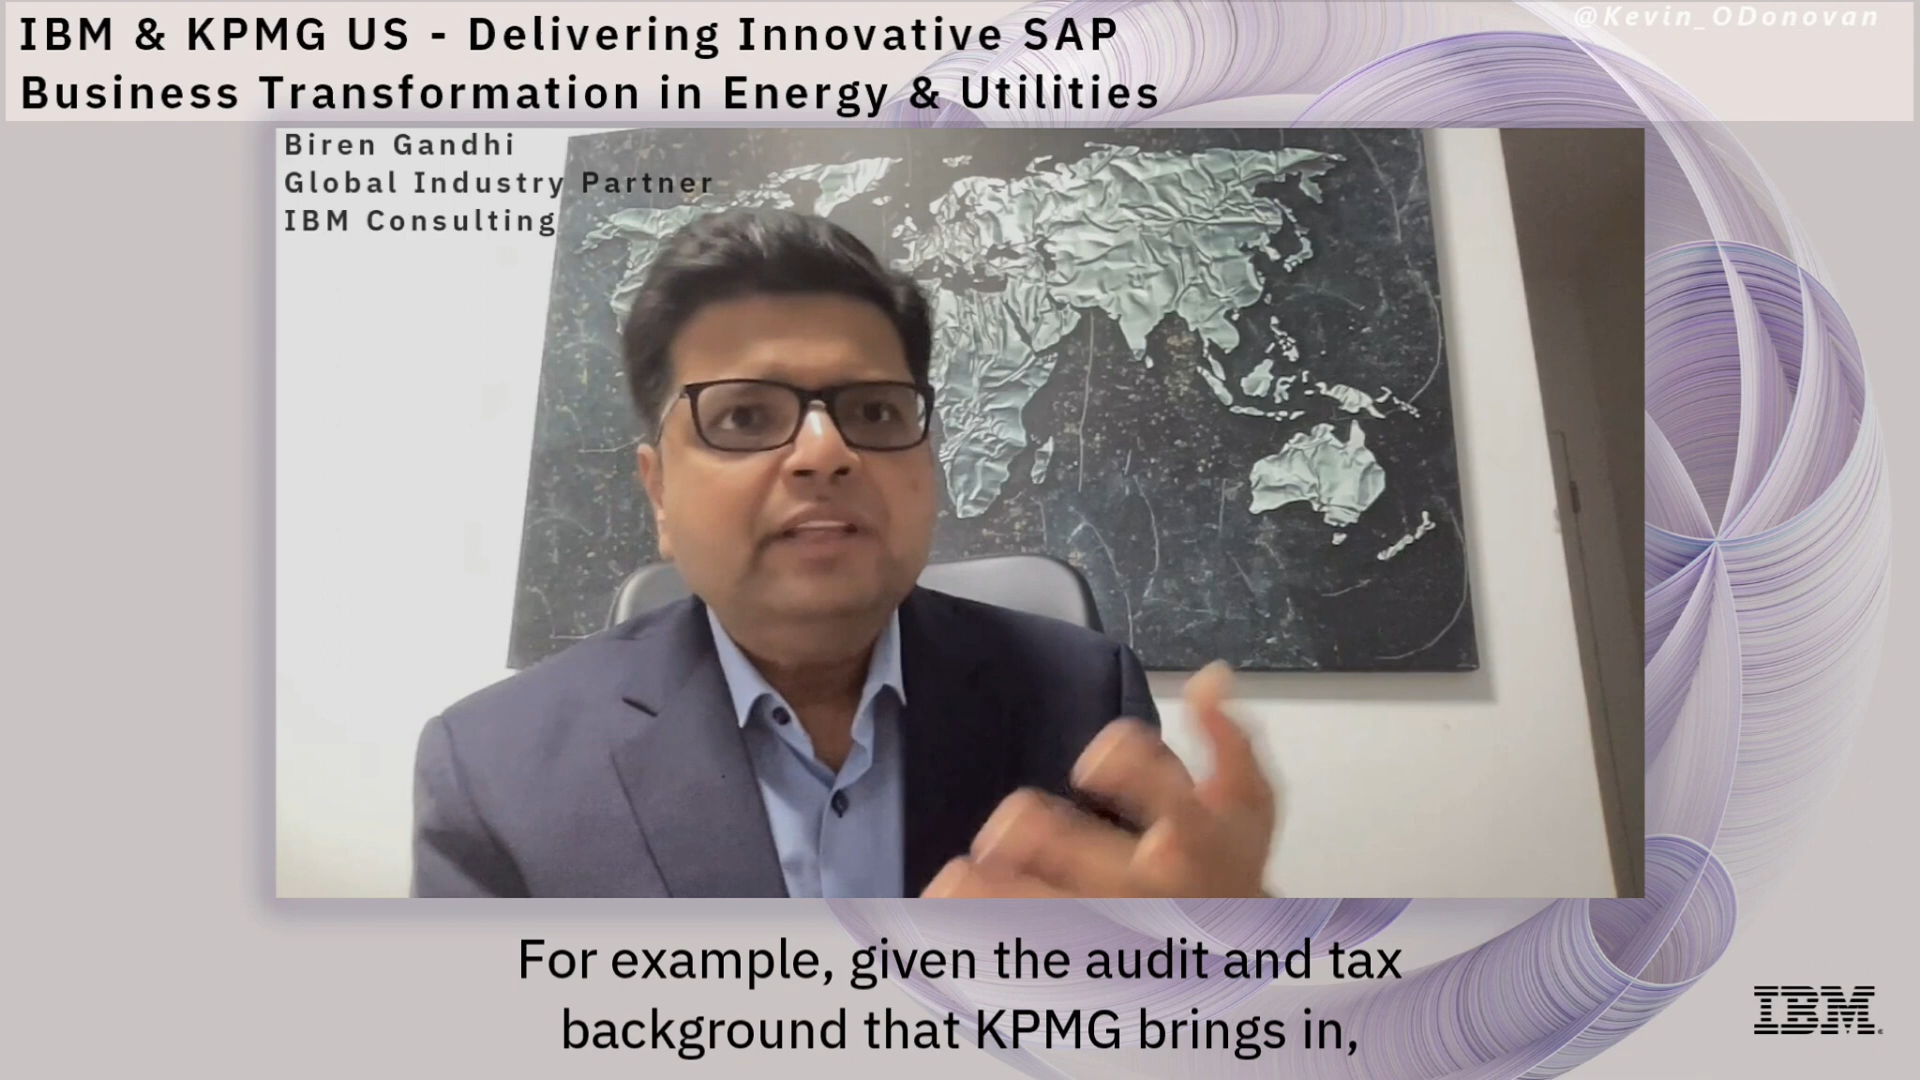 @Kevin_ODonovan
IBM & KPMG US - Delivering Innovative SAP
Business Transformation in Energy & Utilities
Biren Gandhi
Global Industry Partner
IBM Consulting
For example, given the audit and tax
background that KPMG brings in,
IBM